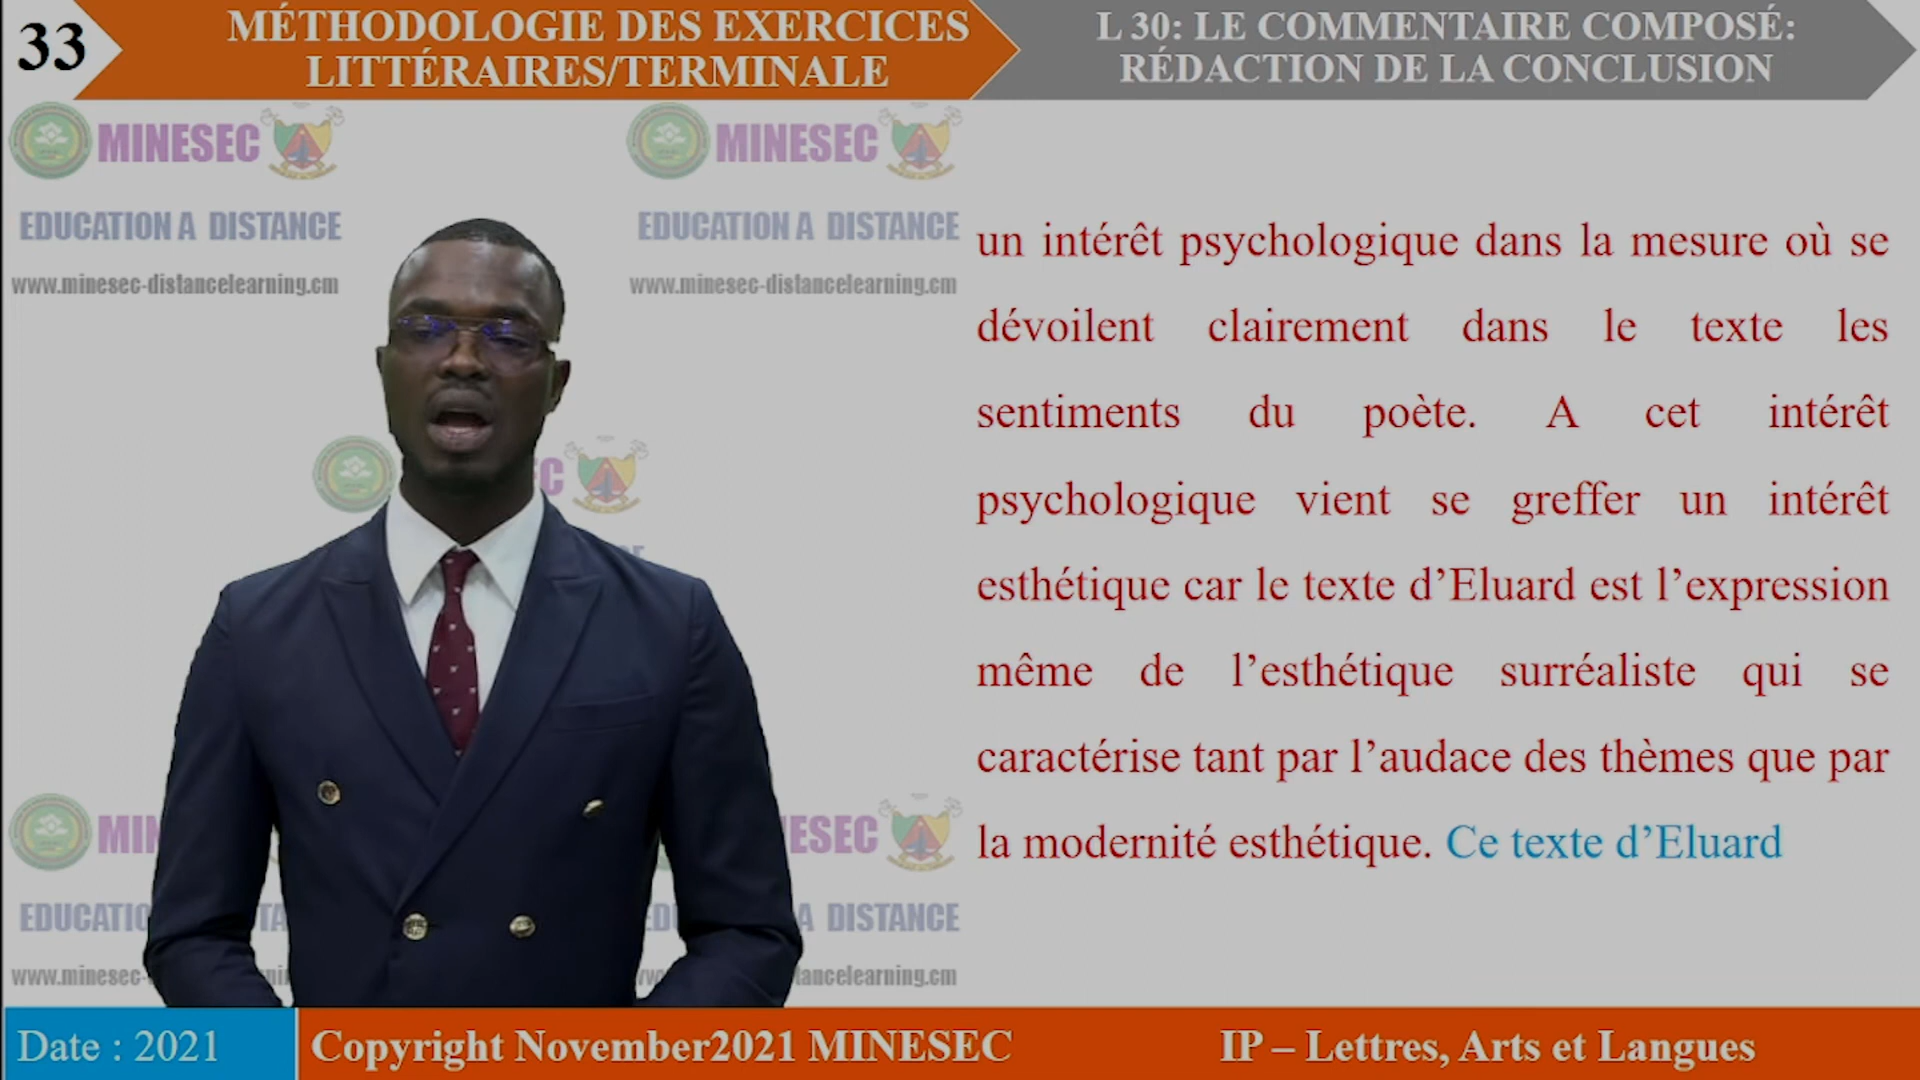 33
MÉTHODOLOGIE DES EXERCICES
LITTÉRAIRES/TERMINALE
L 30: LE COMMENTAIRE COMPOSÉ:
RÉDACTION DE LA CONCLUSION
MINESEC
MINESEC
EDUCATION A DISTANCE
EDUCATION A DISTANCE
www.minesec-distancelearning.cm
www.minesec-distancelearning.cm
un intérêt psychologique dans la mesure où se
dévoilent clairement dans le texte les
sentiments du poète. A cet intérêt
psychologique vient se greffer un intérêt
esthétique car le texte d’Eluard est l’expression
même de l’esthétique surréaliste qui se
caractérise tant par l’audace des thèmes que par
la modernité esthétique. Ce texte d’Eluard
A DISTANCE
Date : 2021
Copyright November2021 MINESEC
IP – Lettres, Arts et Langues